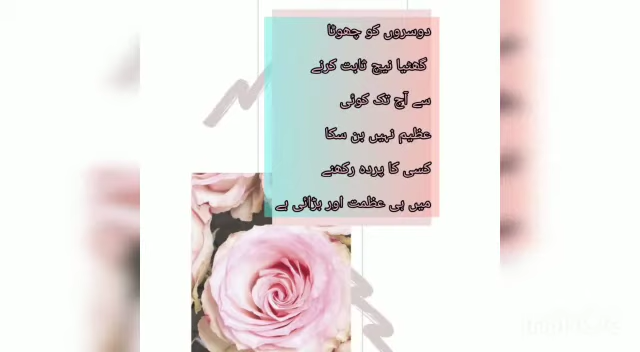 دوسروں کو چھوٹا
گھٹیا نیچ ثابت کرنے
سے آج تک کوئی
عظیم نہیں بن سکا
کسی کا پردہ رکھنے
میں ہی عظمت اور بڑائی ہے